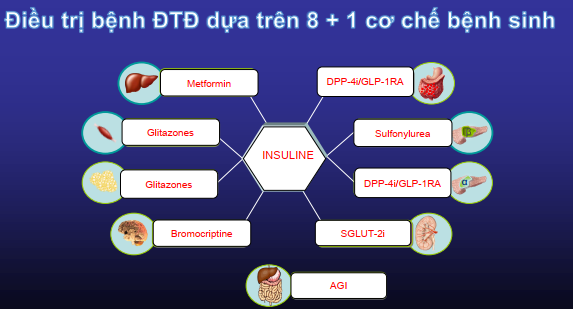 Điều trị bệnh ĐTĐ dựa trên 8 + 1 cơ chế bệnh sinh
Metformin
DPP-4i/GLP-1RA
Glitazones
Sulfonylurea
INSULINE
Glitazones
DPP-4i/GLP-1RA
Bromocriptine
SGLUT-2i
AGI